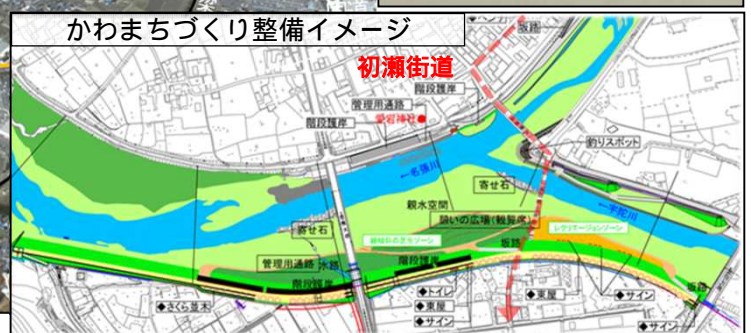 かわまちづくり整備イメージ
坂路
初瀬街道
階段護岸
管理用通路
愛宕神社
階段護岸
釣りスポット
←名張川
寄せ石
親水空間
←宇陀川
憩いの広場(観覧席)
寄せ石
レクリエーションゾーン
坂路
管理用通路
水路
階段護岸
階段護岸
坂路
◆さくら並木
◆トイレ
◆東屋
◆サイン
◆東屋
◆サイン
◆サイン